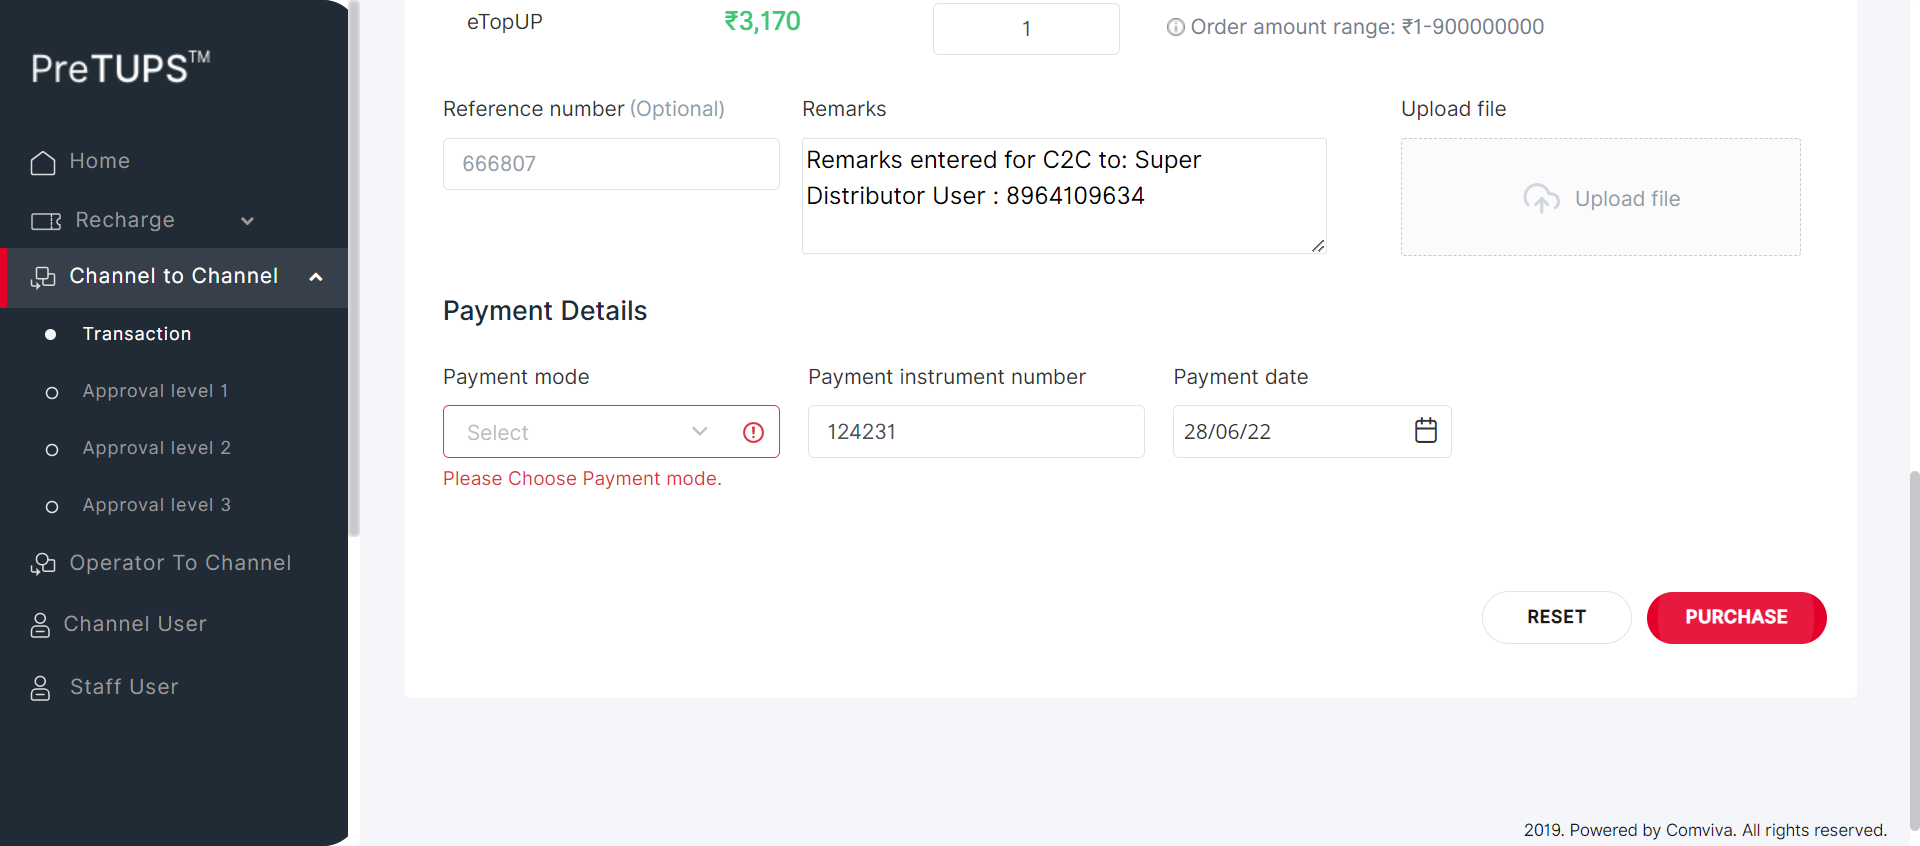 PreTUPS™
Home
Recharge
Channel to Channel
Transaction
Approval level 1
Approval level 2
Approval level 3
Operator To Channel
Channel User
Staff User
eTopUP ₹3,170 1 Order amount range: ₹1-900000000
Reference number (Optional) Remarks Upload file
666807
Remarks entered for C2C to: Super
Distributor User : 8964109634
Upload file
Payment Details
Payment mode Payment instrument number Payment date
Select 124231 28/06/22
Please Choose Payment mode.
RESET PURCHASE
2019. Powered by Comviva. All rights reserved.